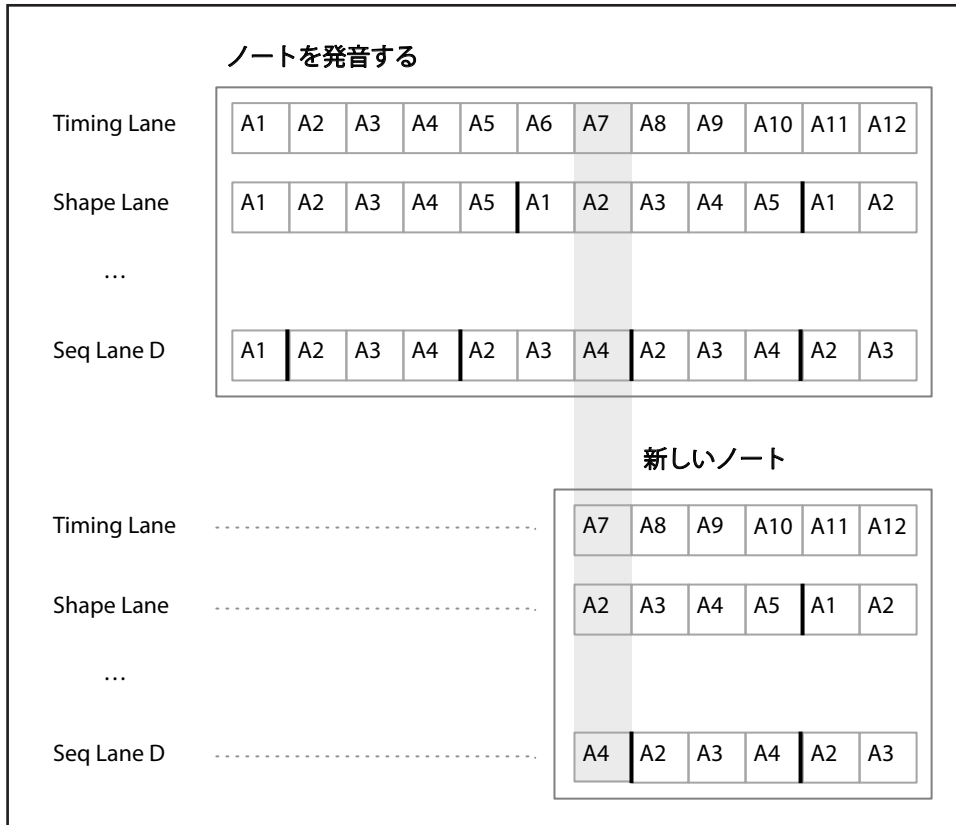 ノートを発音する
Timing Lane A1 A2 A3 A4 A5 A6 A7 A8 A9 A10 A11 A12
Shape Lane A1 A2 A3 A4 A5 A1 A2 A3 A4 A5 A1 A2
...
Seq Lane D A1 A2 A3 A4 A2 A3 A4 A2 A3 A4 A2 A3
新しいノート
Timing Lane A7 A8 A9 A10 A11 A12
Shape Lane A2 A3 A4 A5 A1 A2
...
Seq Lane D A4 A2 A3 A4 A2 A3